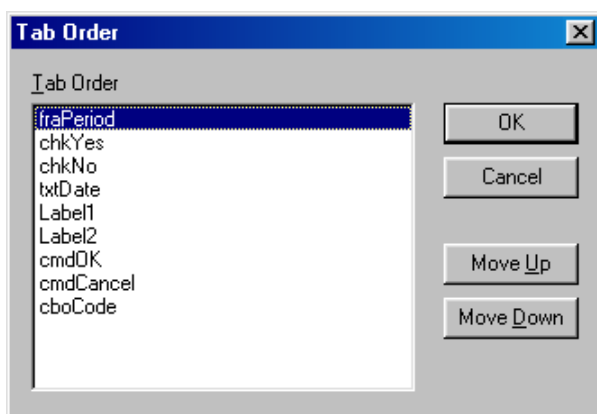 Tab Order
Tab Order
fraPeriod
chkYes
chkNo
txtDate
Label1
Label2
cmdOK
cmdCancel
cboCode
OK
Cancel
Move Up
Move Down